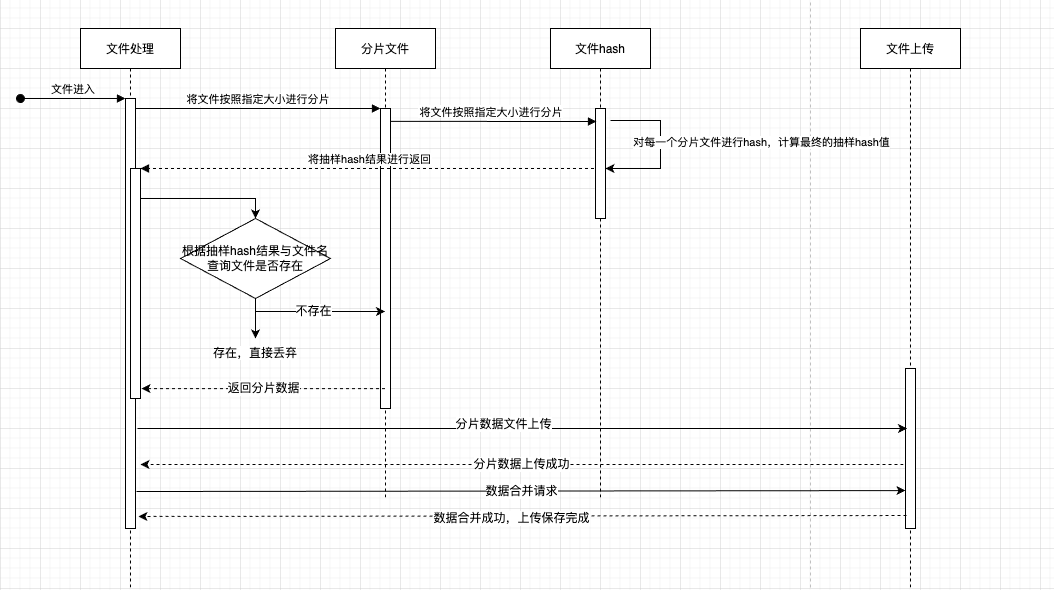 文件处理
分片文件
文件hash
文件上传
文件进入
将文件按照指定大小进行分片
将文件按照指定大小进行分片
对每一个分片文件进行hash，计算最终的抽样hash值
将抽样hash结果进行返回
根据抽样hash结果与文件名
查询文件是否存在
不存在
存在，直接丢弃
返回分片数据
分片数据文件上传
分片数据上传成功
数据合并请求
数据合并成功，上传保存完成